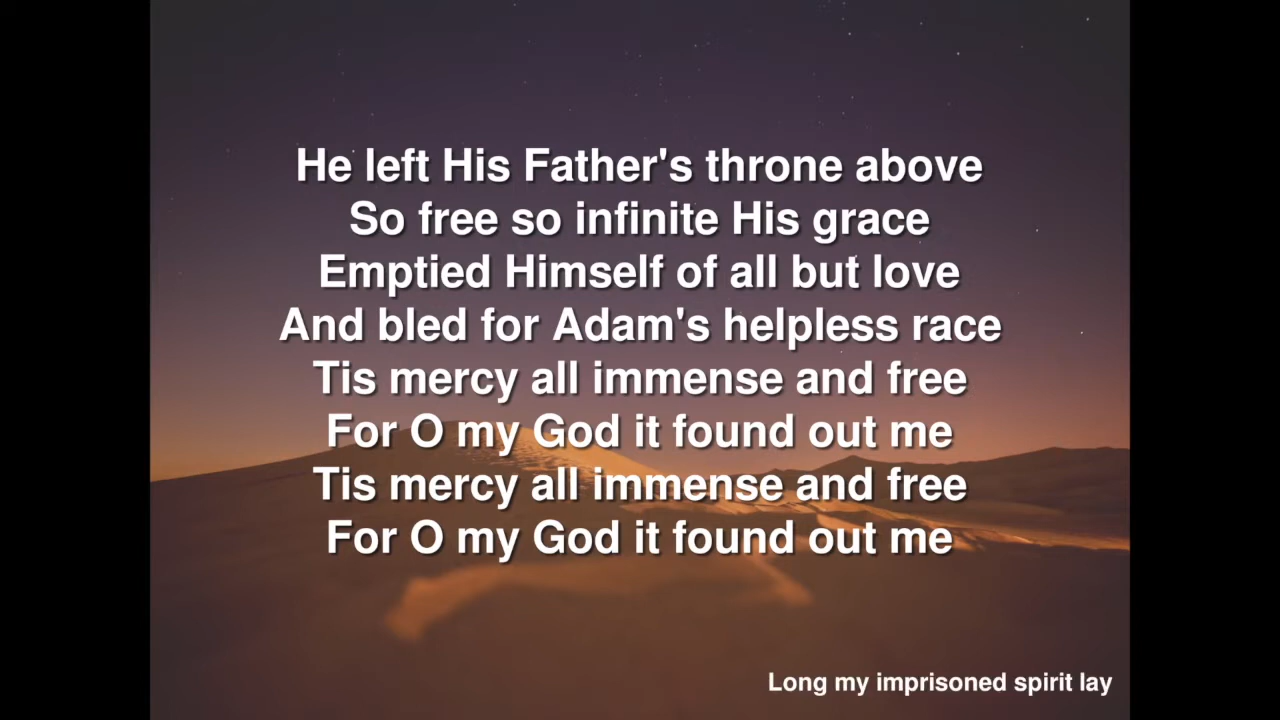 He left His Father's throne above
So free so infinite His grace
Emptied Himself of all but love
And bled for Adam's helpless race
Tis mercy all immense and free
For O my God it found out me
Tis mercy all immense and free
For O my God it found out me
Long my imprisoned spirit lay